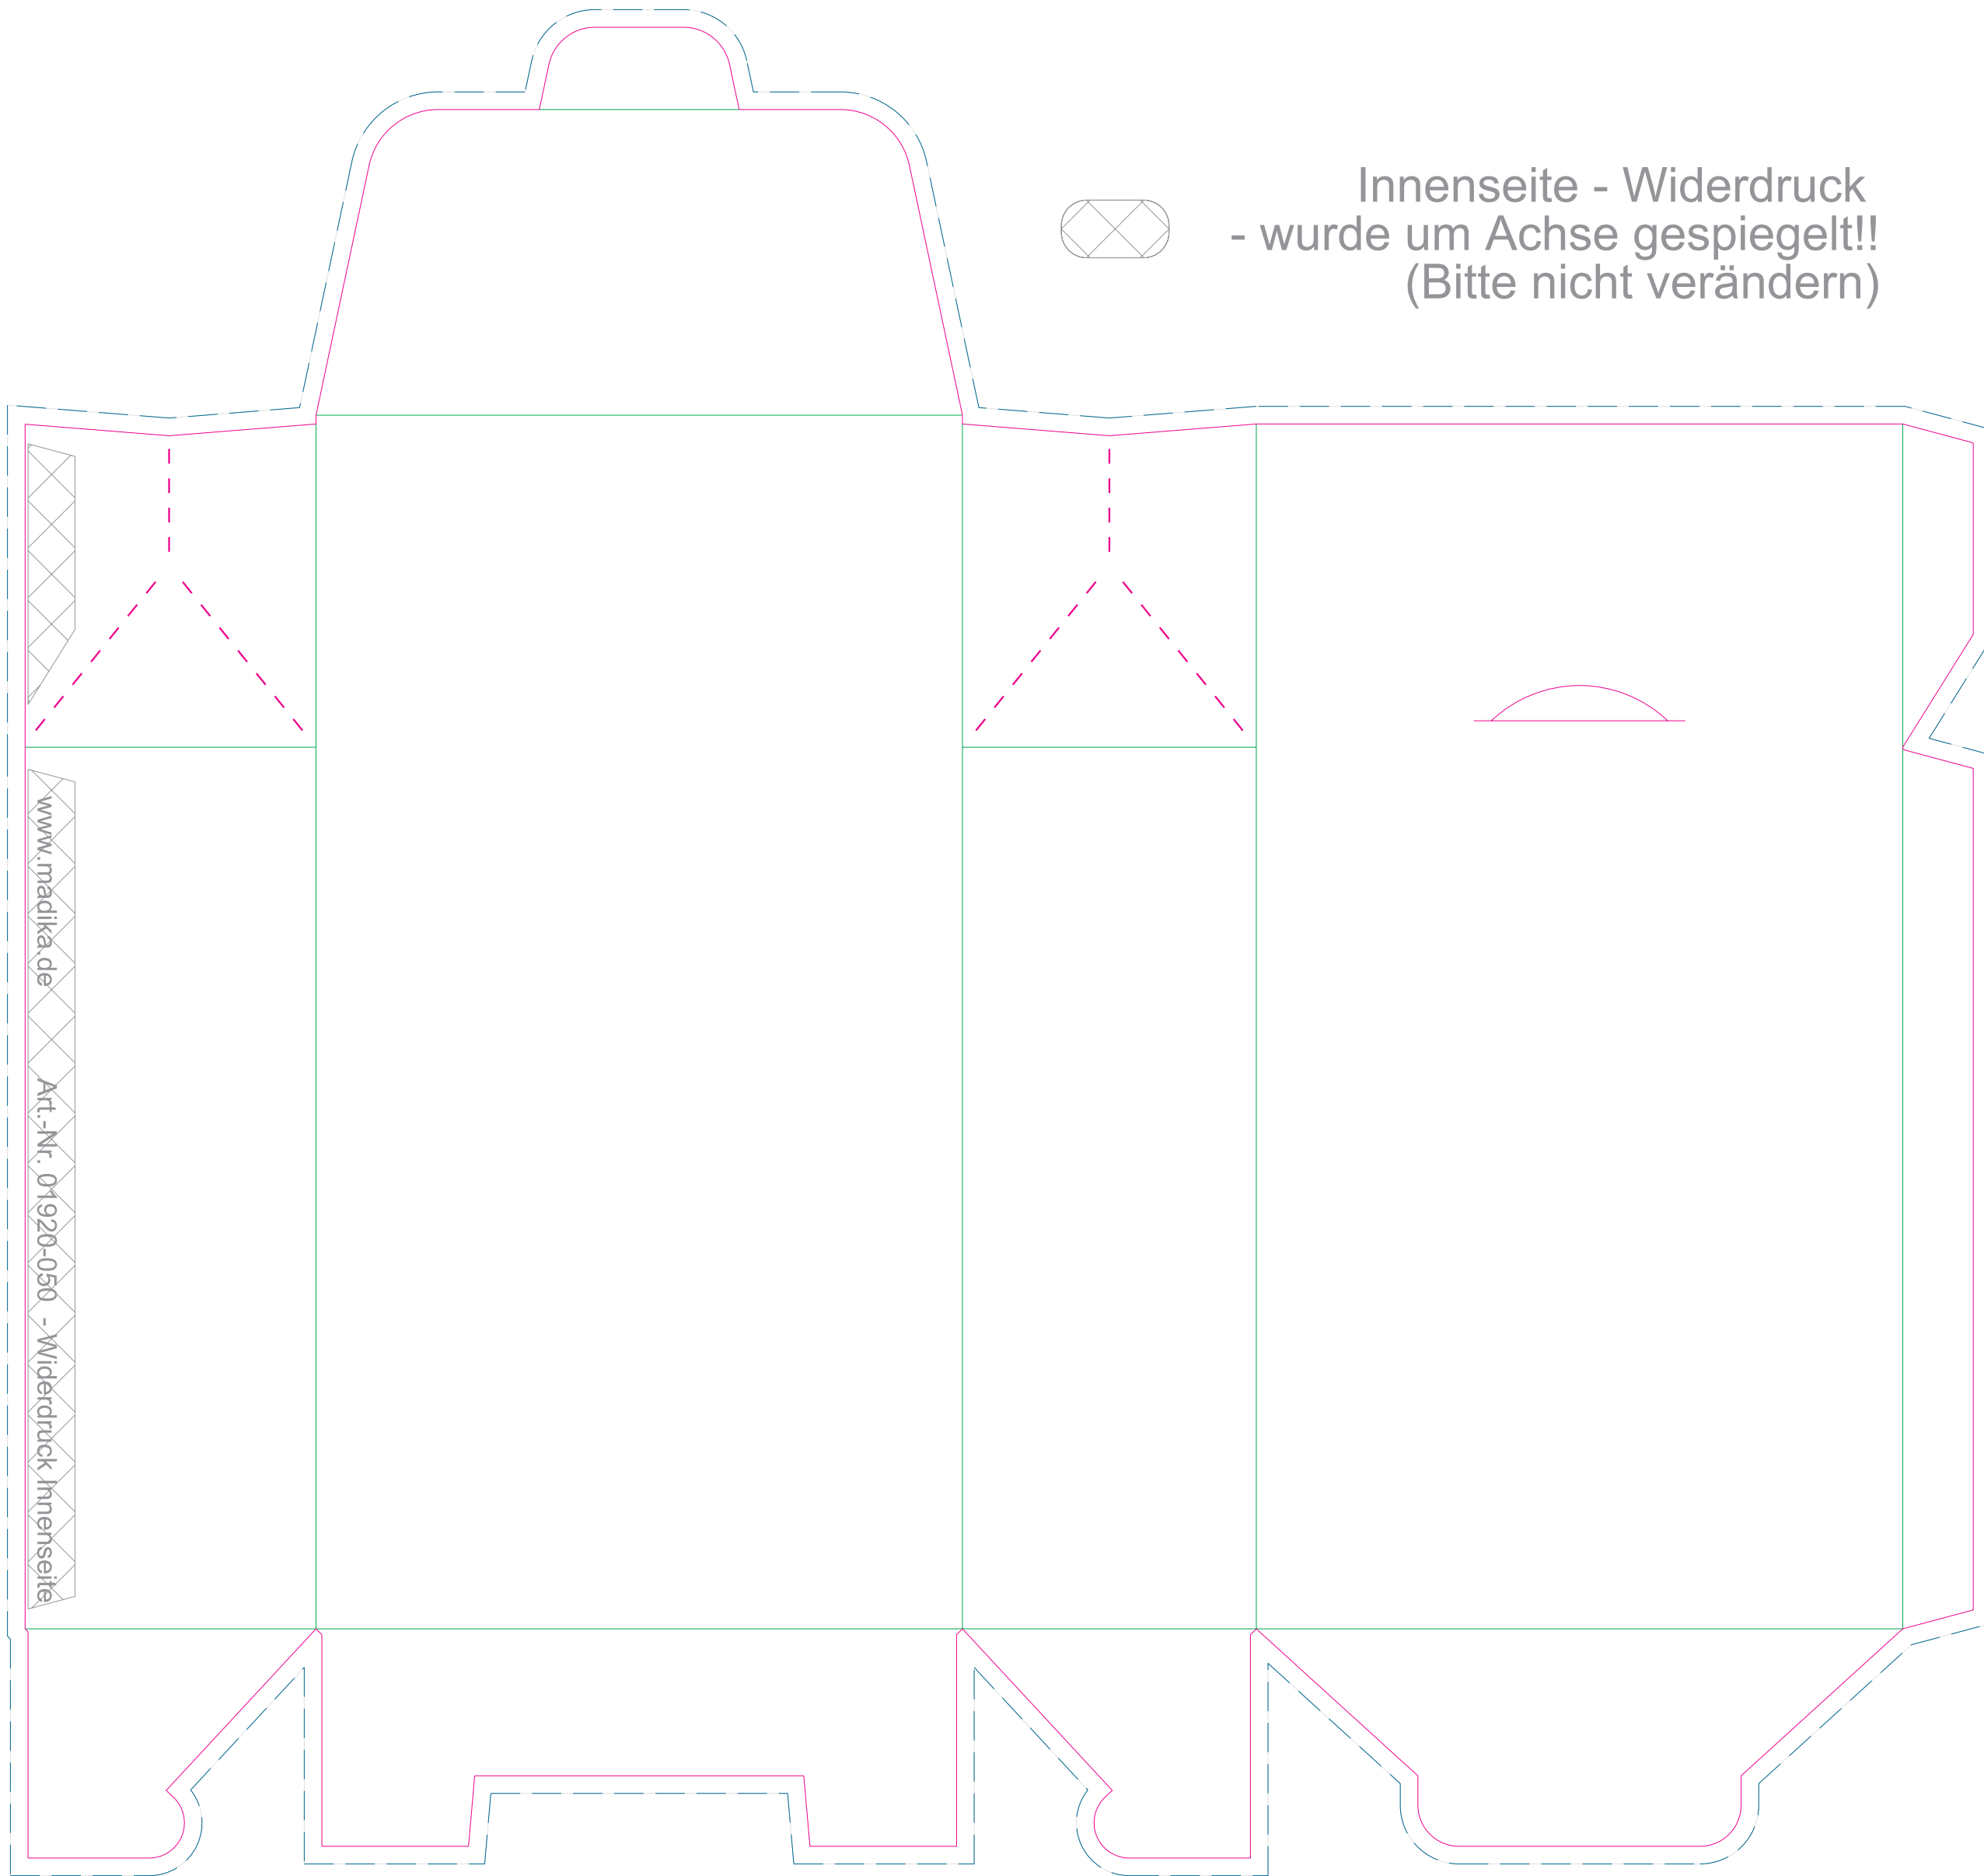 Innenseite - Widerdruck
- wurde um Achse gespiegelt!!
(Bitte nicht verändern)
www.madika.de Art.-Nr. 01920-050 - Widerdruck Innenseite